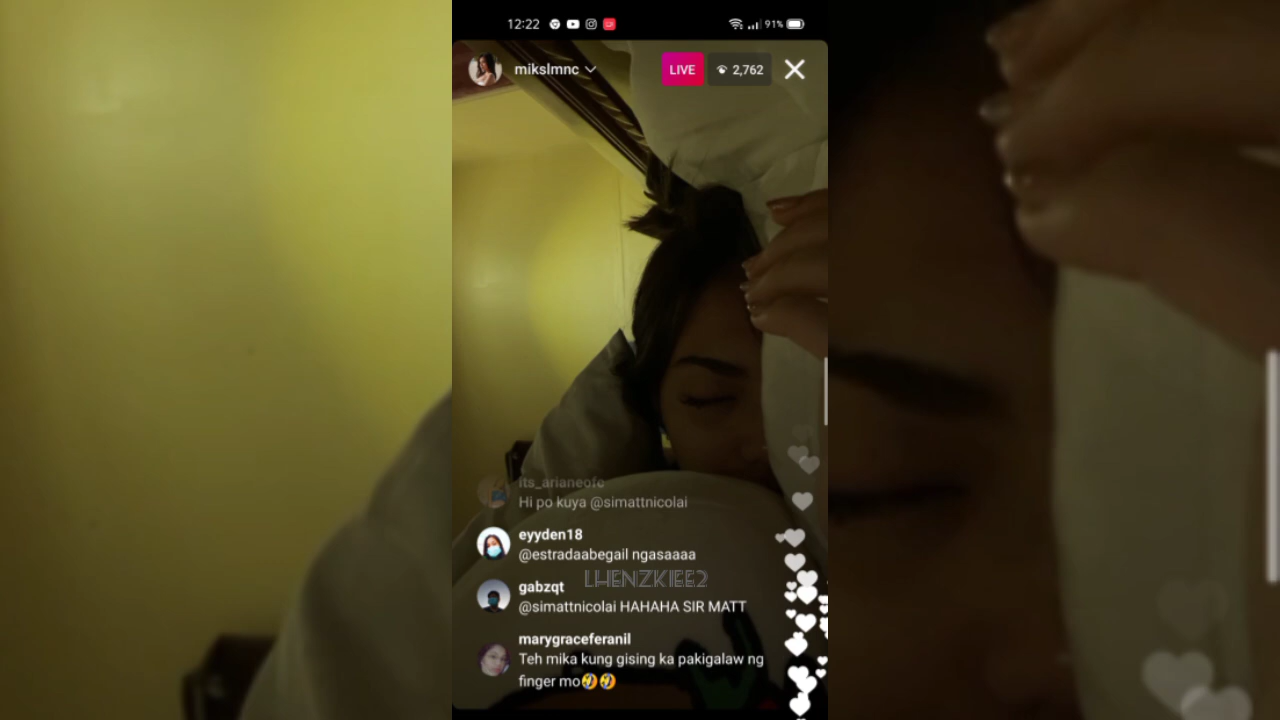 12:22
91%
mikslmnc
LIVE
2,762
its_arianeofc
Hi po kuya @simattnicolai
eyyden18
@estradaabegail ngasaaaa
gabzqt
LHENZKIEE2
@simattnicolai HAHAHA SIR MATT
marygraceferanil
Teh mika kung gising ka pakigalaw ng
finger mo🤣🤣